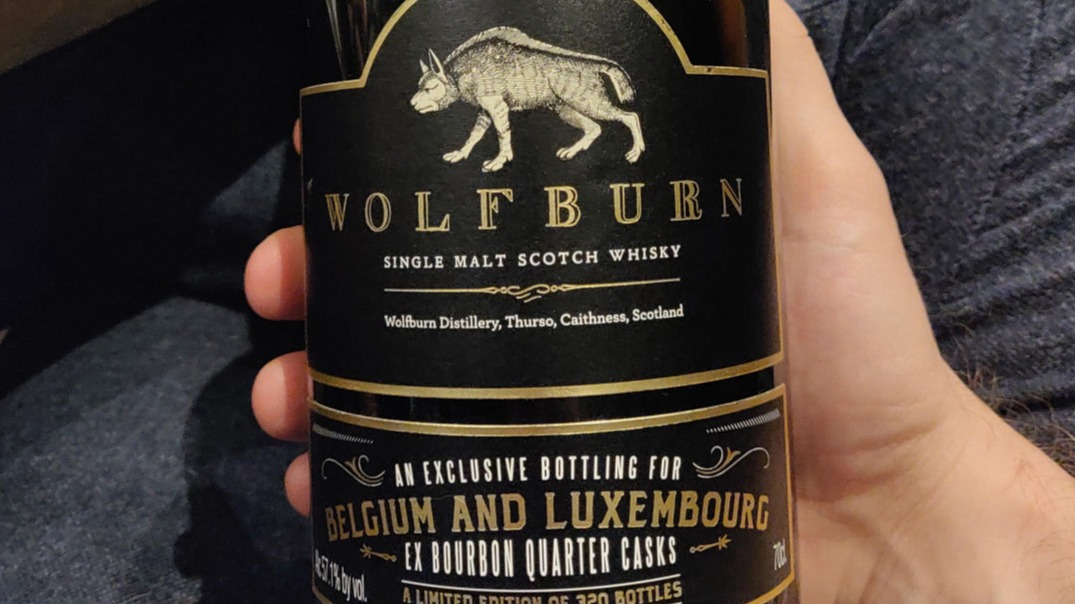 WOLFBURN
SINGLE MALT SCOTCH WHISKY
Wolfburn Distillery, Thurso, Caithness, Scotland
AN EXCLUSIVE BOTTLING FOR
BELGIUM AND LUXEMBOURG
EX BOURBON QUARTER CASKS
57.1% by vol.
70cl
A LIMITED EDITION OF 320 BOTTLES